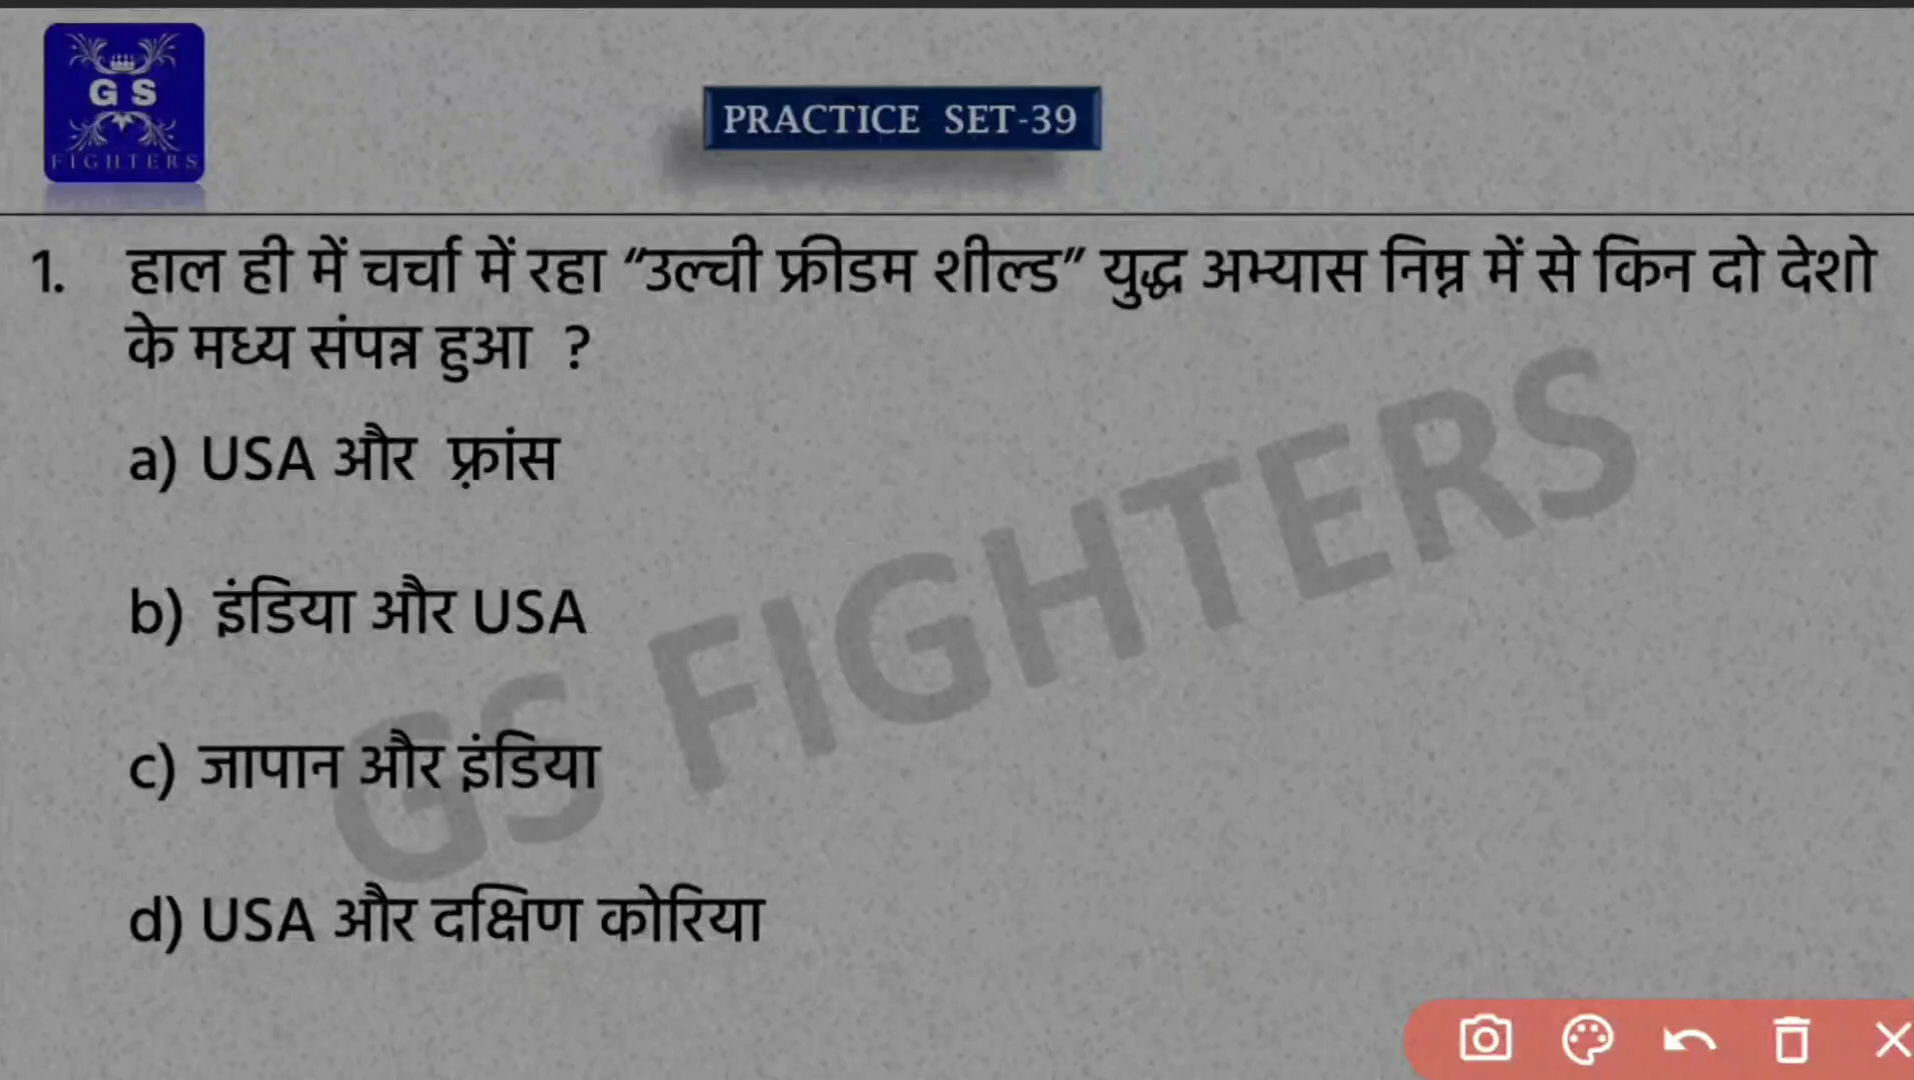 G S
FIGHTERS
PRACTICE SET-39
1. हाल ही में चर्चा में रहा “उल्ची फ्रीडम शील्ड” युद्ध अभ्यास निम्न में से किन दो देशो
के मध्य संपन्न हुआ ?
a) USA और फ़्रांस
b) इंडिया और USA
c) जापान और इंडिया
d) USA और दक्षिण कोरिया
GS FIGHTERS